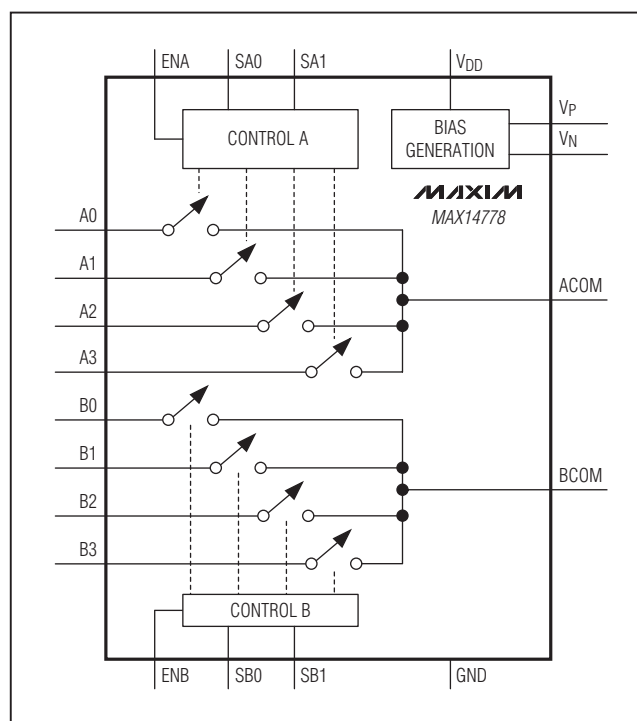 ENA SA0 SA1 VDD
CONTROL A
BIAS
GENERATION
VP
VN
MAXIM
MAX14778
A0
A1
A2
ACOM
A3
B0
B1
BCOM
B2
B3
CONTROL B
ENB SB0 SB1 GND